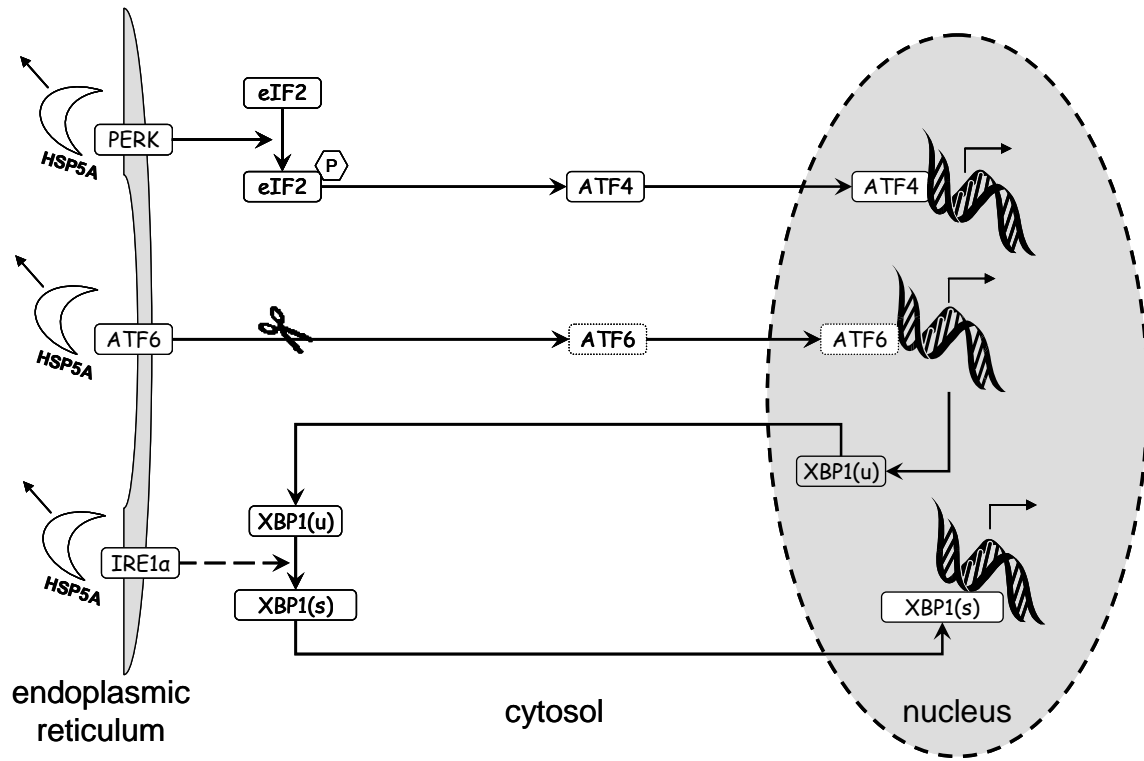 eIF2
PERK
HSP5A
P
eIF2
ATF4
ATF4
HSP5A
ATF6
ATF6
ATF6
XBP1(u)
XBP1(u)
HSP5A
IRE1α
XBP1(s)
XBP1(s)
endoplasmic
reticulum
cytosol
nucleus